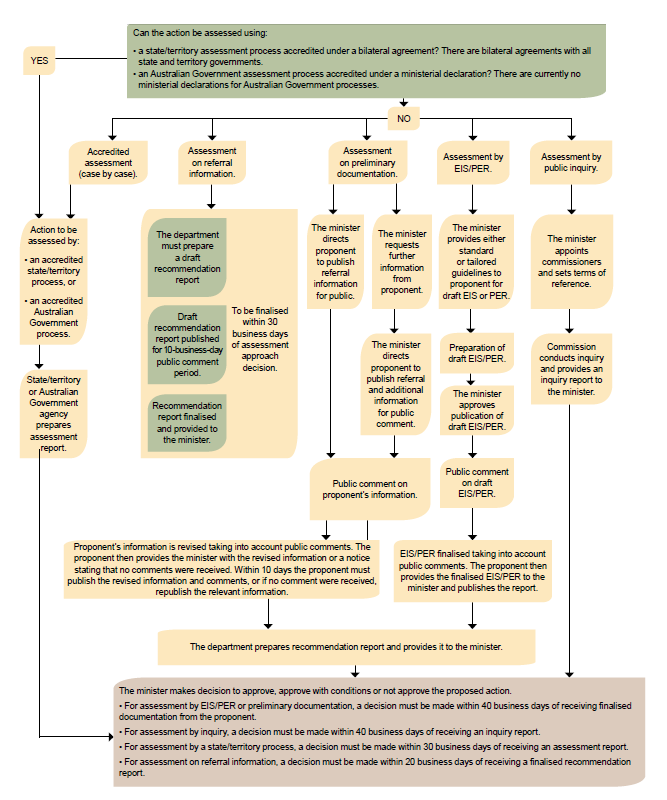 Can the action be assessed using:
• a state/territory assessment process accredited under a bilateral agreement? There are bilateral agreements with all
state and territory governments.
• an Australian Government assessment process accredited under a ministerial declaration? There are currently no
ministerial declarations for Australian Government processes.
YES
NO
Accredited
assessment
(case by case).
Assessment
on referral
information.
Assessment
on preliminary
documentation.
Assessment by
EIS/PER.
Assessment by
public inquiry.
Action to be
assessed by:
• an accredited
state/territory
process, or
• an accredited
Australian
Government
process.
State/territory
or Australian
Government
agency
prepares
assessment
report.
The department
must prepare
a draft
recommendation
report
Draft
recommendation
report published
for 10-business-day
public comment
period.
Recommendation
report finalised
and provided to
the minister.
To be finalised
within 30
business days
of assessment
approach
decision.
The minister
directs
proponent
to publish
referral
information
for public.
The minister
requests
further
information
from
proponent.
The minister
directs
proponent to
publish referral
and additional
information
for public
comment.
Public comment on
proponent's information.
The minister
provides either
standard
or tailored
guidelines to
proponent for
draft EIS or PER.
Preparation of
draft EIS/PER.
The minister
approves
publication of
draft EIS/PER.
Public comment
on draft
EIS/PER.
The minister
appoints
commissioners
and sets terms of
reference.
Commission
conducts inquiry
and provides an
inquiry report to
the minister.
Proponent's information is revised taking into account public comments. The
proponent then provides the minister with the revised information or a notice
stating that no comments were received. Within 10 days the proponent must
publish the revised information and comments, or if no comment were received,
republish the relevant information.
EIS/PER finalised taking into account
public comments. The proponent then
provides the finalised EIS/PER to the
minister and publishes the report.
The department prepares recommendation report and provides it to the minister.
The minister makes decision to approve, approve with conditions or not approve the proposed action.
• For assessment by EIS/PER or preliminary documentation, a decision must be made within 40 business days of receiving finalised
documentation from the proponent.
• For assessment by inquiry, a decision must be made within 40 business days of receiving an inquiry report.
• For assessment by a state/territory process, a decision must be made within 30 business days of receiving an assessment report.
• For assessment on referral information, a decision must be made within 20 business days of receiving a finalised recommendation
report.